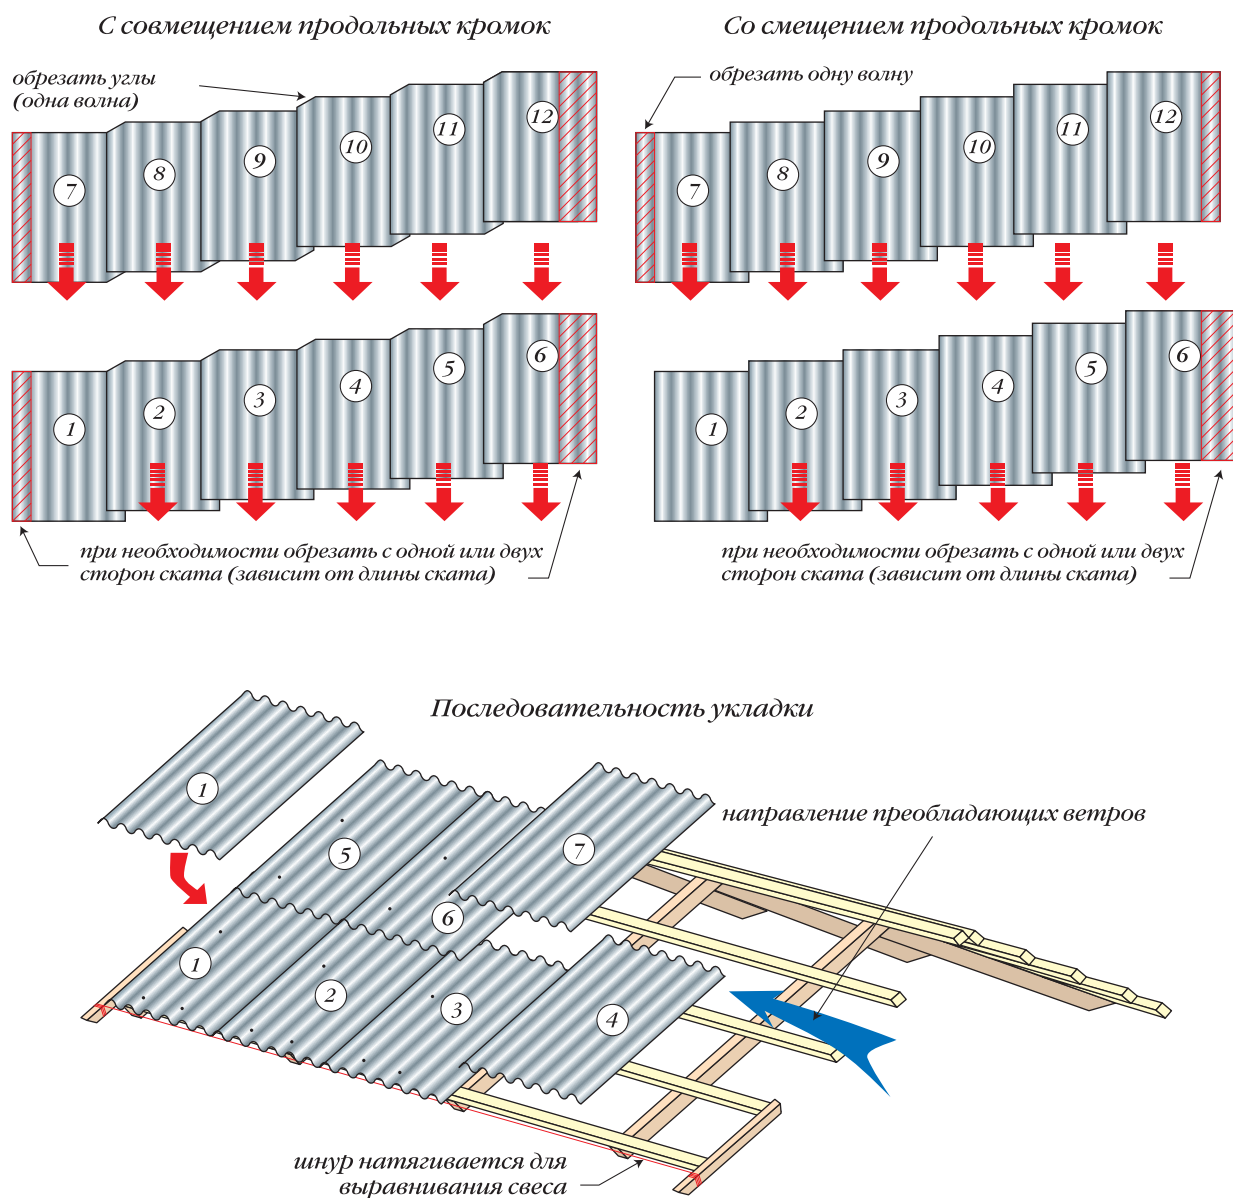 С совмещением продольных кромок
обрезать углы
(одна волна)
7
8
9
10
11
12
1
2
3
4
5
6
при необходимости обрезать с одной или двух
сторон ската (зависит от длины ската)
Со смещением продольных кромок
обрезать одну волну
7
8
9
10
11
12
1
2
3
4
5
6
при необходимости обрезать с одной или двух
сторон ската (зависит от длины ската)
Последовательность укладки
1
5
7
направление преобладающих ветров
6
1
2
3
4
шнур натягивается для
выравнивания свеса